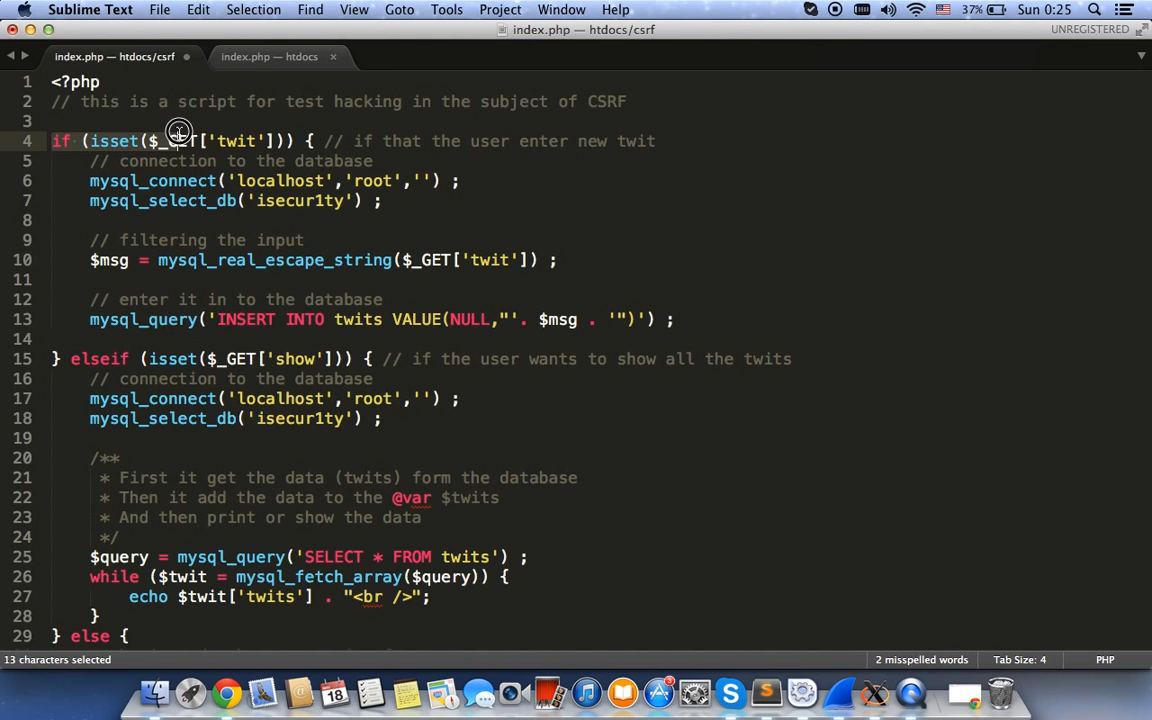 Sublime Text File Edit Selection Find View Goto Tools Project Window Help 37% Sun 0:25
index.php — htdocs/csrf UNREGISTERED
index.php — htdocs/csrf index.php — htdocs/csrf
1 <?php
2 // this is a script for test hacking in the subject of CSRF
3
4 if (isset($_GET['twit'])) { // if that the user enter new twit
5 // connection to the database
6 mysql_connect('localhost','root','') ;
7 mysql_select_db('isecur1ty') ;
8
9 // filtering the input
10 $msg = mysql_real_escape_string($_GET['twit']) ;
11
12 // enter it in to the database
13 mysql_query('INSERT INTO twits VALUE(NULL,"'. $msg . '")') ;
14
15 } elseif (isset($_GET['show'])) { // if the user wants to show all the twits
16 // connection to the database
17 mysql_connect('localhost','root','') ;
18 mysql_select_db('isecur1ty') ;
19
20 /**
21 * First it get the data (twits) form the database
22 * Then it add the data to the @var $twits
23 * And then print or show the data
24 */
25 $query = mysql_query('SELECT * FROM twits') ;
26 while ($twit = mysql_fetch_array($query)) {
27 echo $twit['twits'] . "<br />";
28 }
29 } else {
13 characters selected 2 misspelled words Tab Size: 4 PHP
18
3